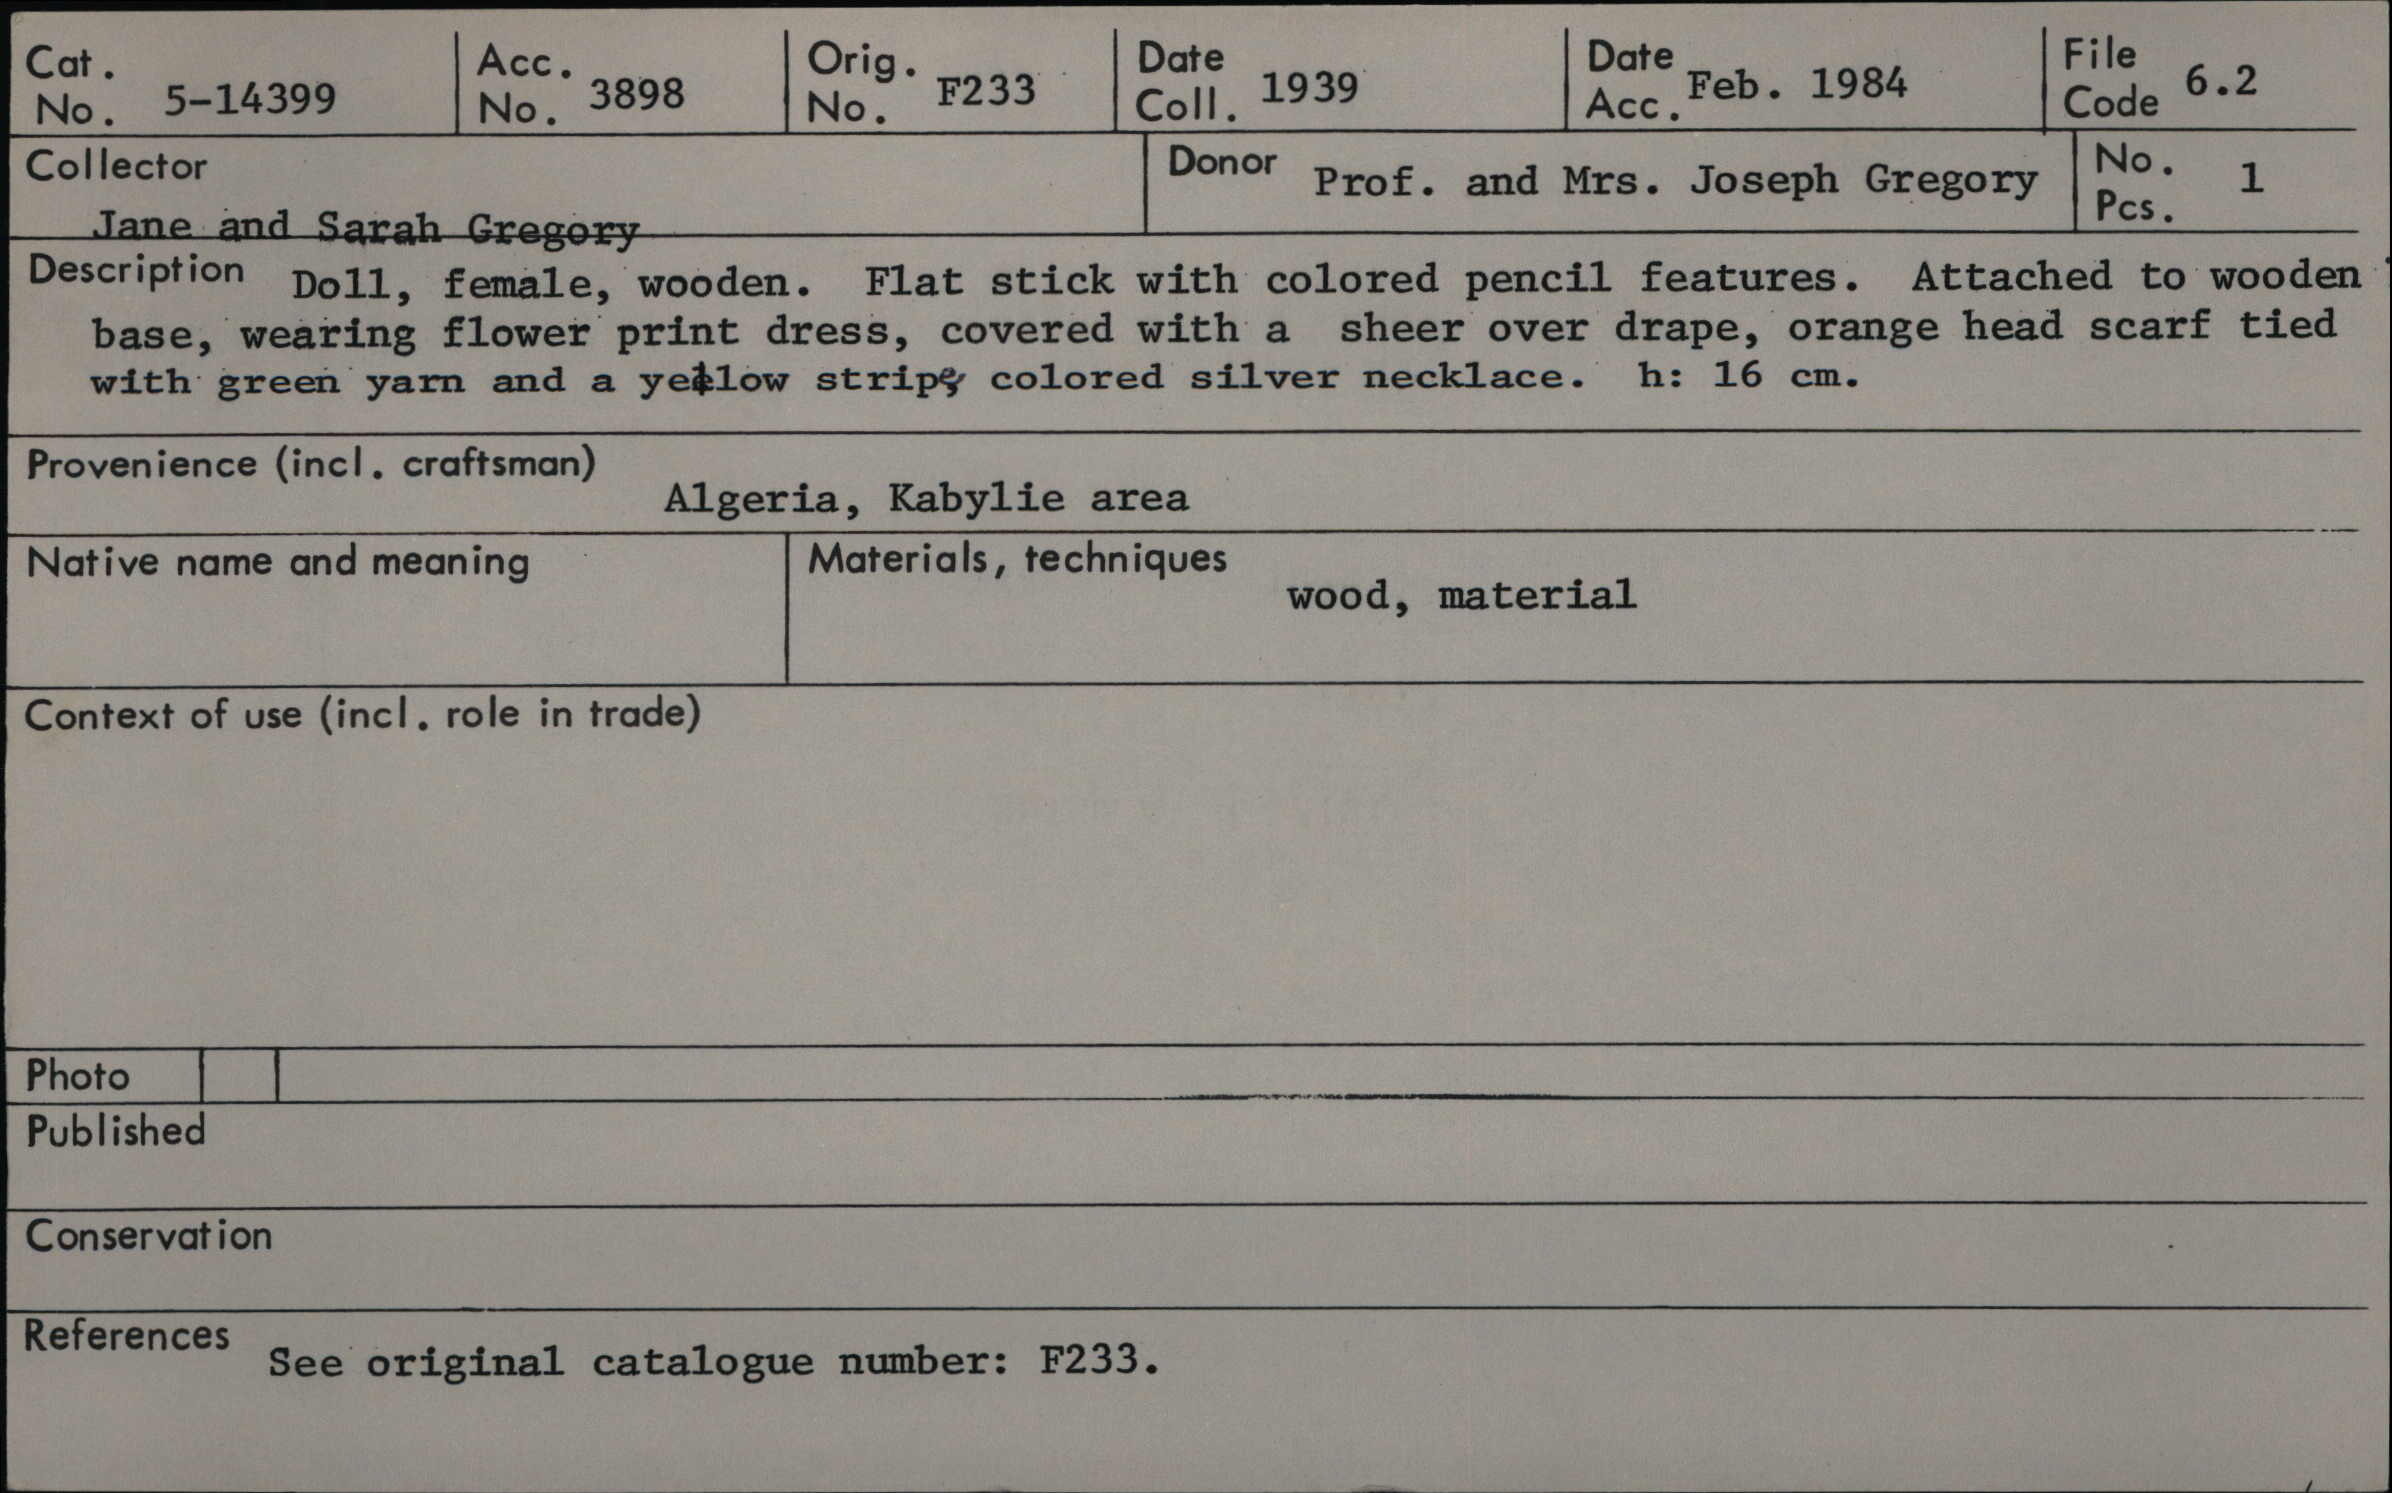 Cat. No. 5-14399 Acc. No. 3898 Orig. No. F233 Date Coll. 1939 Date Acc. Feb. 1984 File Code 6.2
Collector Donor Prof. and Mrs. Joseph Gregory No. Pcs. 1
Jane and Sarah Gregory
Description Doll, female, wooden. Flat stick with colored pencil features. Attached to wooden
base, wearing flower print dress, covered with a sheer over drape, orange head scarf tied
with green yarn and a yellow stripe colored silver necklace. h: 16 cm.
Provenience (incl. craftsman)
Algeria, Kabylie area
Native name and meaning Materials, techniques
wood, material
Context of use (incl. role in trade)
Photo
Published
Conservation
References See original catalogue number: F233.